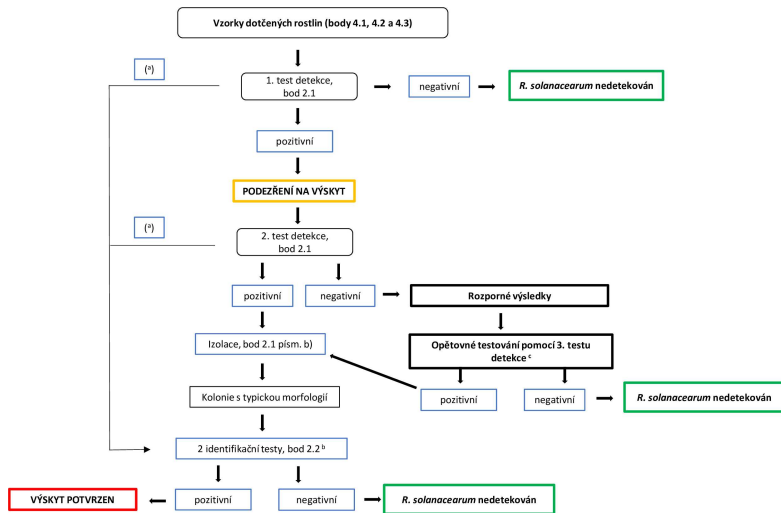 Vzorky dotčených rostlin (body 4.1, 4.2 a 4.3)
(ᵃ)
1. test detekce,
bod 2.1
negativní
R. solanacearum nedetekován
pozitivní
PODEZŘENÍ NA VÝSKYT
(ᵃ)
2. test detekce,
bod 2.1
pozitivní
negativní
Rozporné výsledky
Izolace, bod 2.1 písm. b)
Opětovné testování pomocí 3. testu
detekce ᶜ
Kolonie s typickou morfologií
pozitivní
negativní
R. solanacearum nedetekován
2 identifikační testy, bod 2.2 ᵇ
VÝSKYT POTVRZEN
pozitivní
negativní
R. solanacearum nedetekován